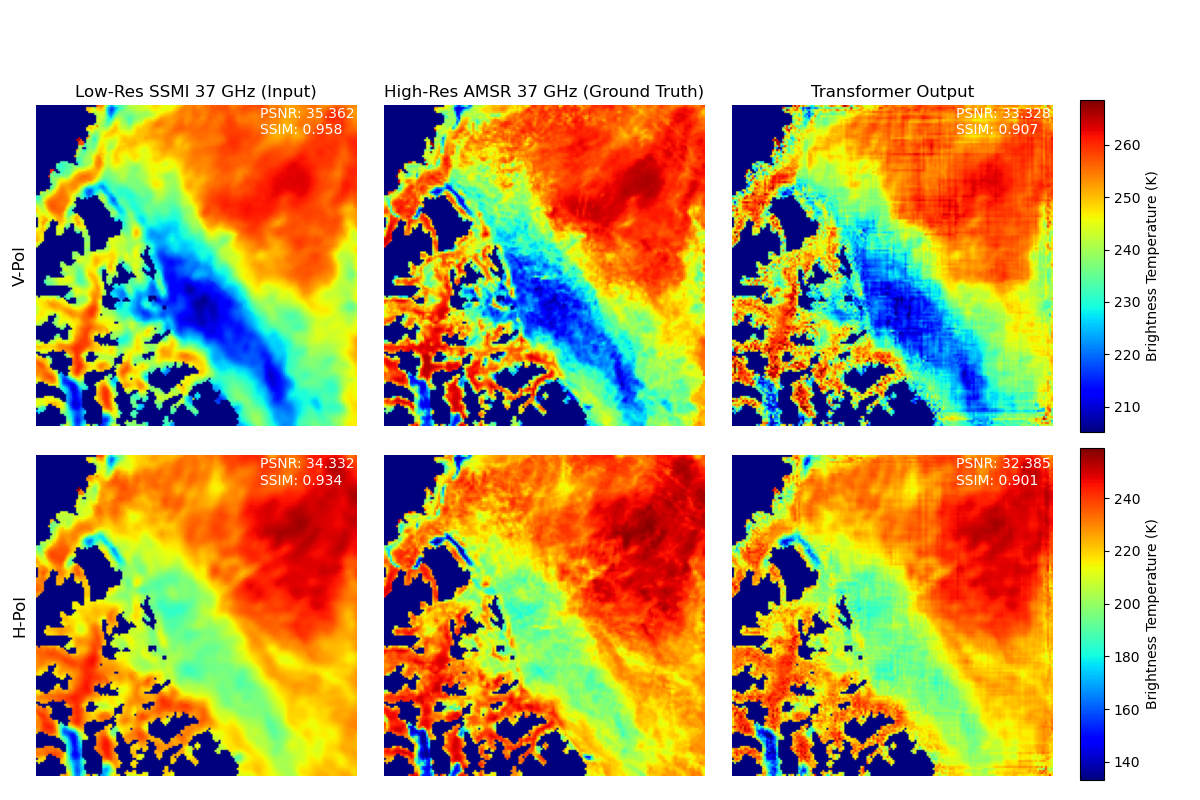 Low-Res SSMI 37 GHz (Input)
High-Res AMSR 37 GHz (Ground Truth)
Transformer Output
V-Pol
PSNR: 35.362
SSIM: 0.958
PSNR: 33.328
SSIM: 0.907
260
250
240
230
220
210
Brightness Temperature (K)
H-Pol
PSNR: 34.332
SSIM: 0.934
PSNR: 32.385
SSIM: 0.901
240
220
200
180
160
140
Brightness Temperature (K)